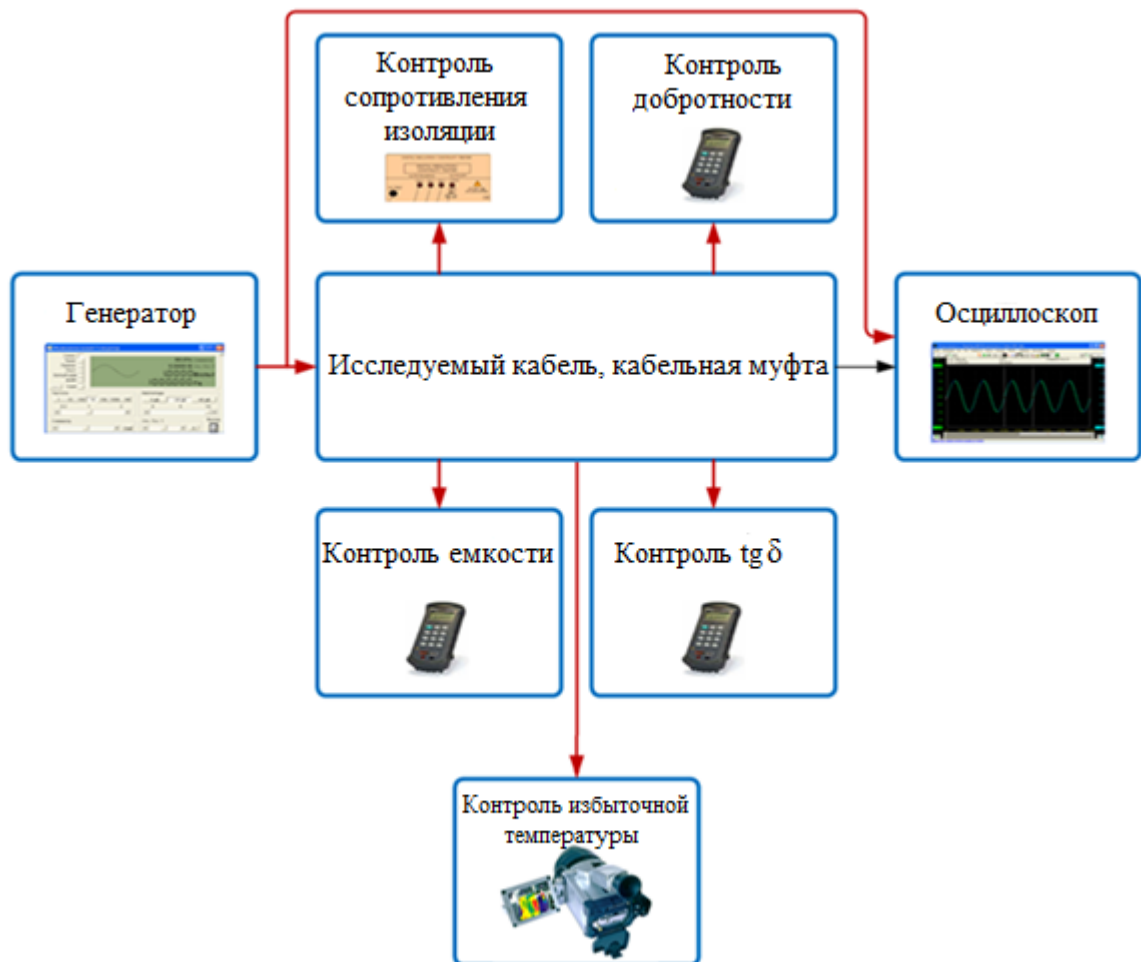 Контроль
сопротивления
изоляции
Контроль
добротности
Генератор
Исследуемый кабель, кабельная муфта
Осциллоскоп
Контроль емкости
Контроль tg δ
Контроль избыточной
температуры